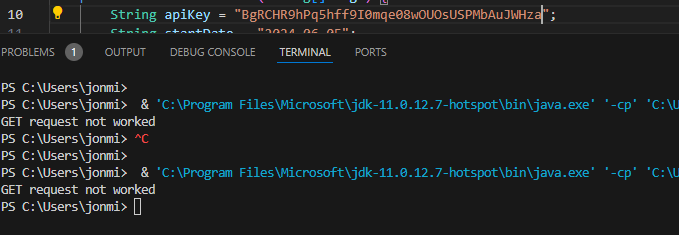 10 String apiKey = "BgRCHR9hPq5hff9I0mqe08wOUOsUSPMbAuJWHza";
11 String startDate = "2024-06-05";
PROBLEMS 1 OUTPUT DEBUG CONSOLE TERMINAL PORTS
PS C:\Users\jonmi>
PS C:\Users\jonmi> & 'C:\Program Files\Microsoft\jdk-11.0.12.7-hotspot\bin\java.exe' '-cp' 'C:\U
GET request not worked
PS C:\Users\jonmi> ^C
PS C:\Users\jonmi>
PS C:\Users\jonmi> & 'C:\Program Files\Microsoft\jdk-11.0.12.7-hotspot\bin\java.exe' '-cp' 'C:\U
GET request not worked
PS C:\Users\jonmi>